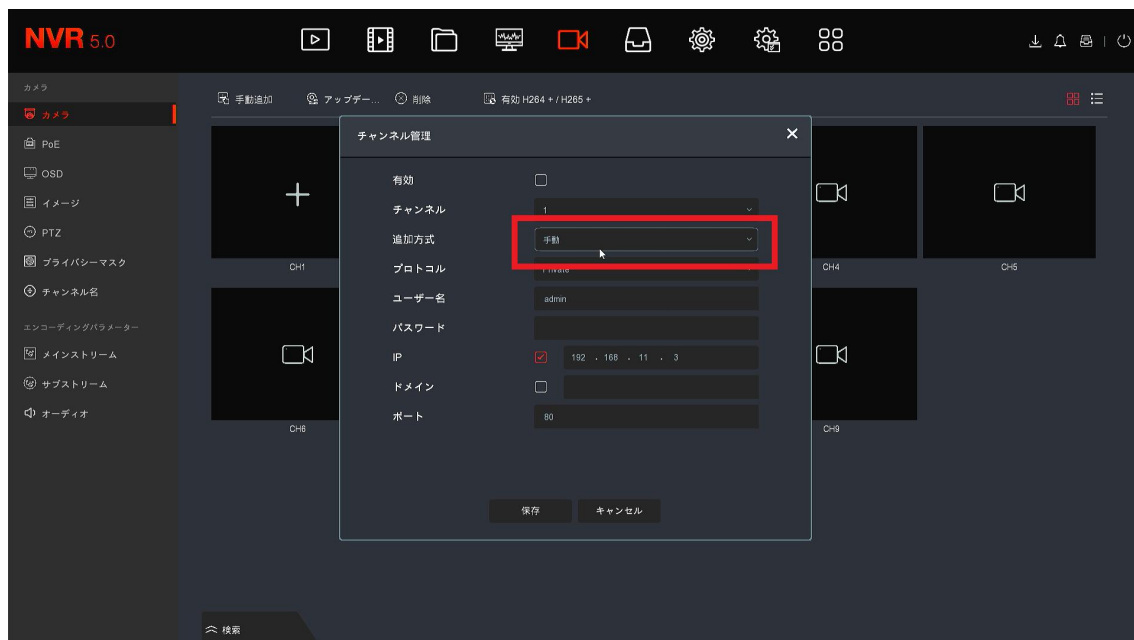 NVR 5.0
カメラ
カメラ
PoE
OSD
イメージ
PTZ
プライバシーマスク
チャンネル名
エンコーディングパラメーター
メインストリーム
サブストリーム
オーディオ
手動追加 アップデー... 削除 有効 H264 + / H265 +
チャンネル管理
有効
チャンネル 1
追加方式 手動
プロトコル Private
ユーザー名 admin
パスワード
IP 192 . 168 . 11 . 3
ドメイン
ポート 80
保存 キャンセル
CH1 CH4 CH5
CH6 CH9
検索